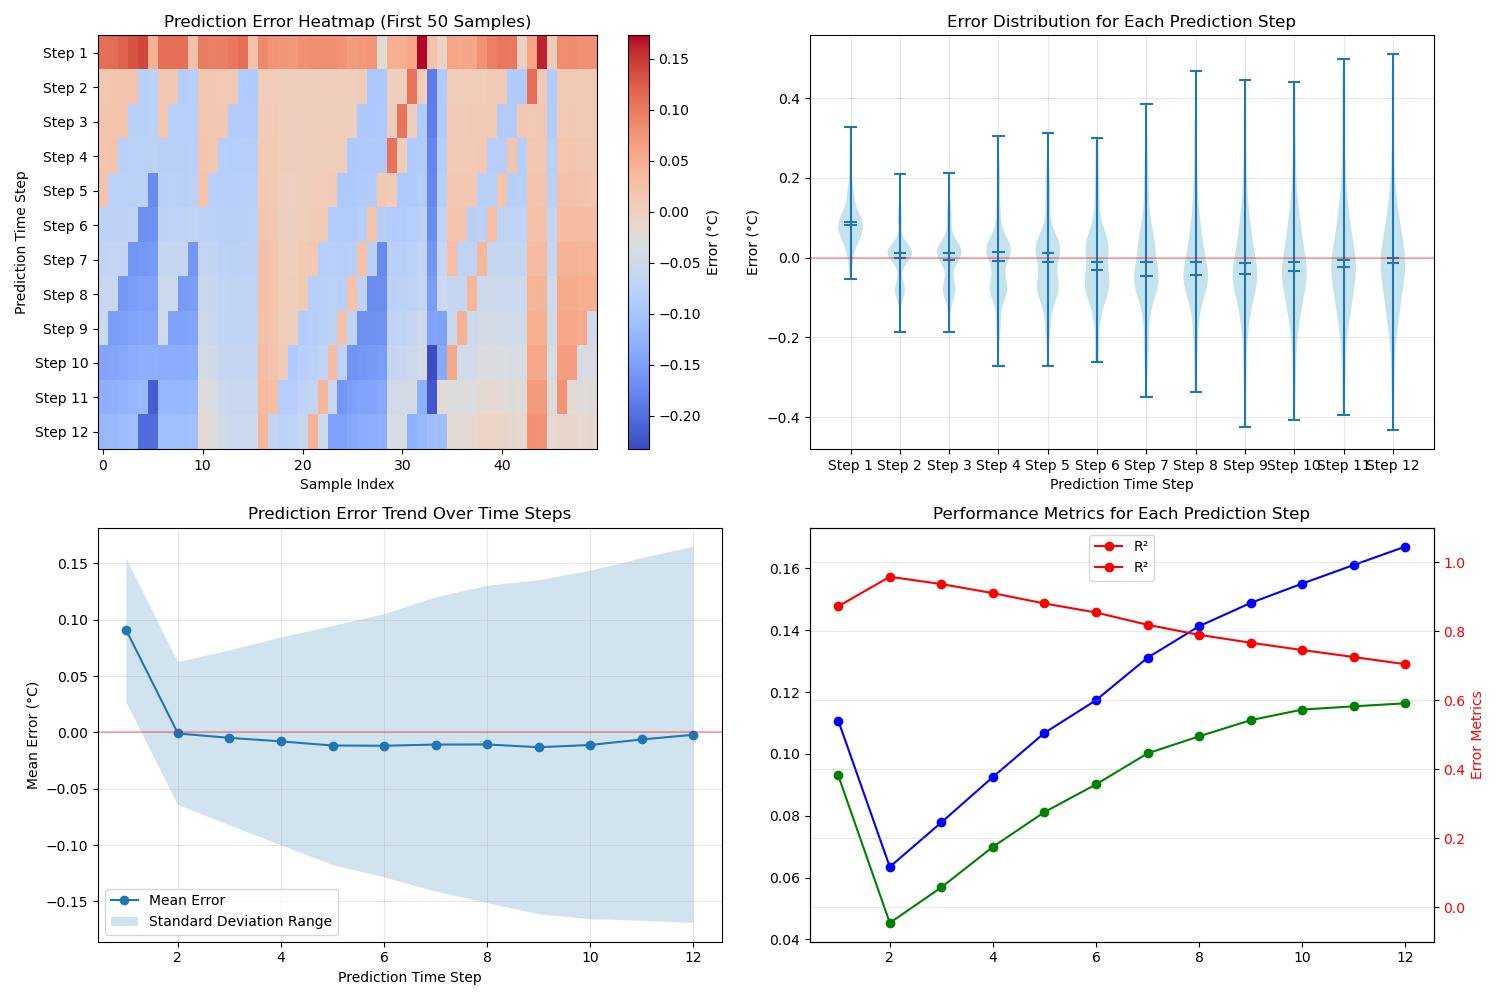 Prediction Error Heatmap (First 50 Samples)
Prediction Time Step
Step 1
Step 2
Step 3
Step 4
Step 5
Step 6
Step 7
Step 8
Step 9
Step 10
Step 11
Step 12
0 10 20 30 40
Sample Index
0.15
0.10
0.05
0.00
−0.05
−0.10
−0.15
−0.20
Error (°C)
Error Distribution for Each Prediction Step
Error (°C)
0.4
0.2
0.0
−0.2
−0.4
Step 1 Step 2 Step 3 Step 4 Step 5 Step 6 Step 7 Step 8 Step 9 Step 10 Step 11 Step 12
Prediction Time Step
Prediction Error Trend Over Time Steps
Mean Error (°C)
0.15
0.10
0.05
0.00
−0.05
−0.10
−0.15
Mean Error
Standard Deviation Range
2 4 6 8 10 12
Prediction Time Step
Performance Metrics for Each Prediction Step
R²
R²
0.16
0.14
0.12
0.10
0.08
0.06
0.04
2 4 6 8 10 12
1.0
0.8
0.6
0.4
0.2
0.0
Error Metrics